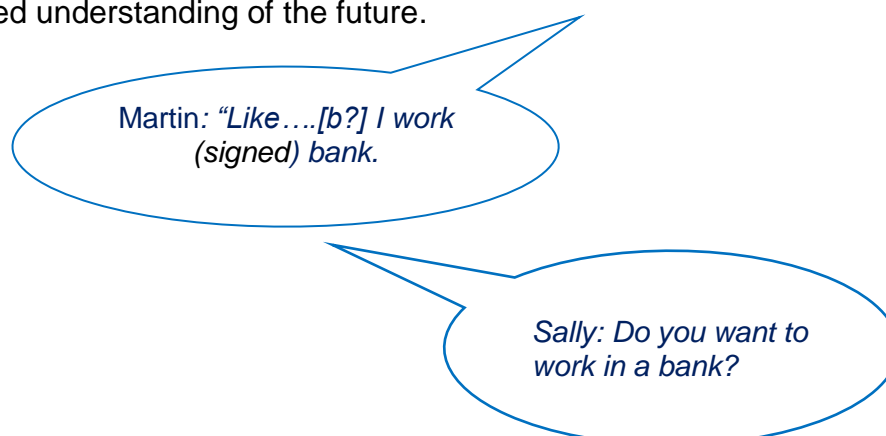 ed understanding of the future.
Martin: “Like….[b?] I work
(signed) bank.
Sally: Do you want to
work in a bank?